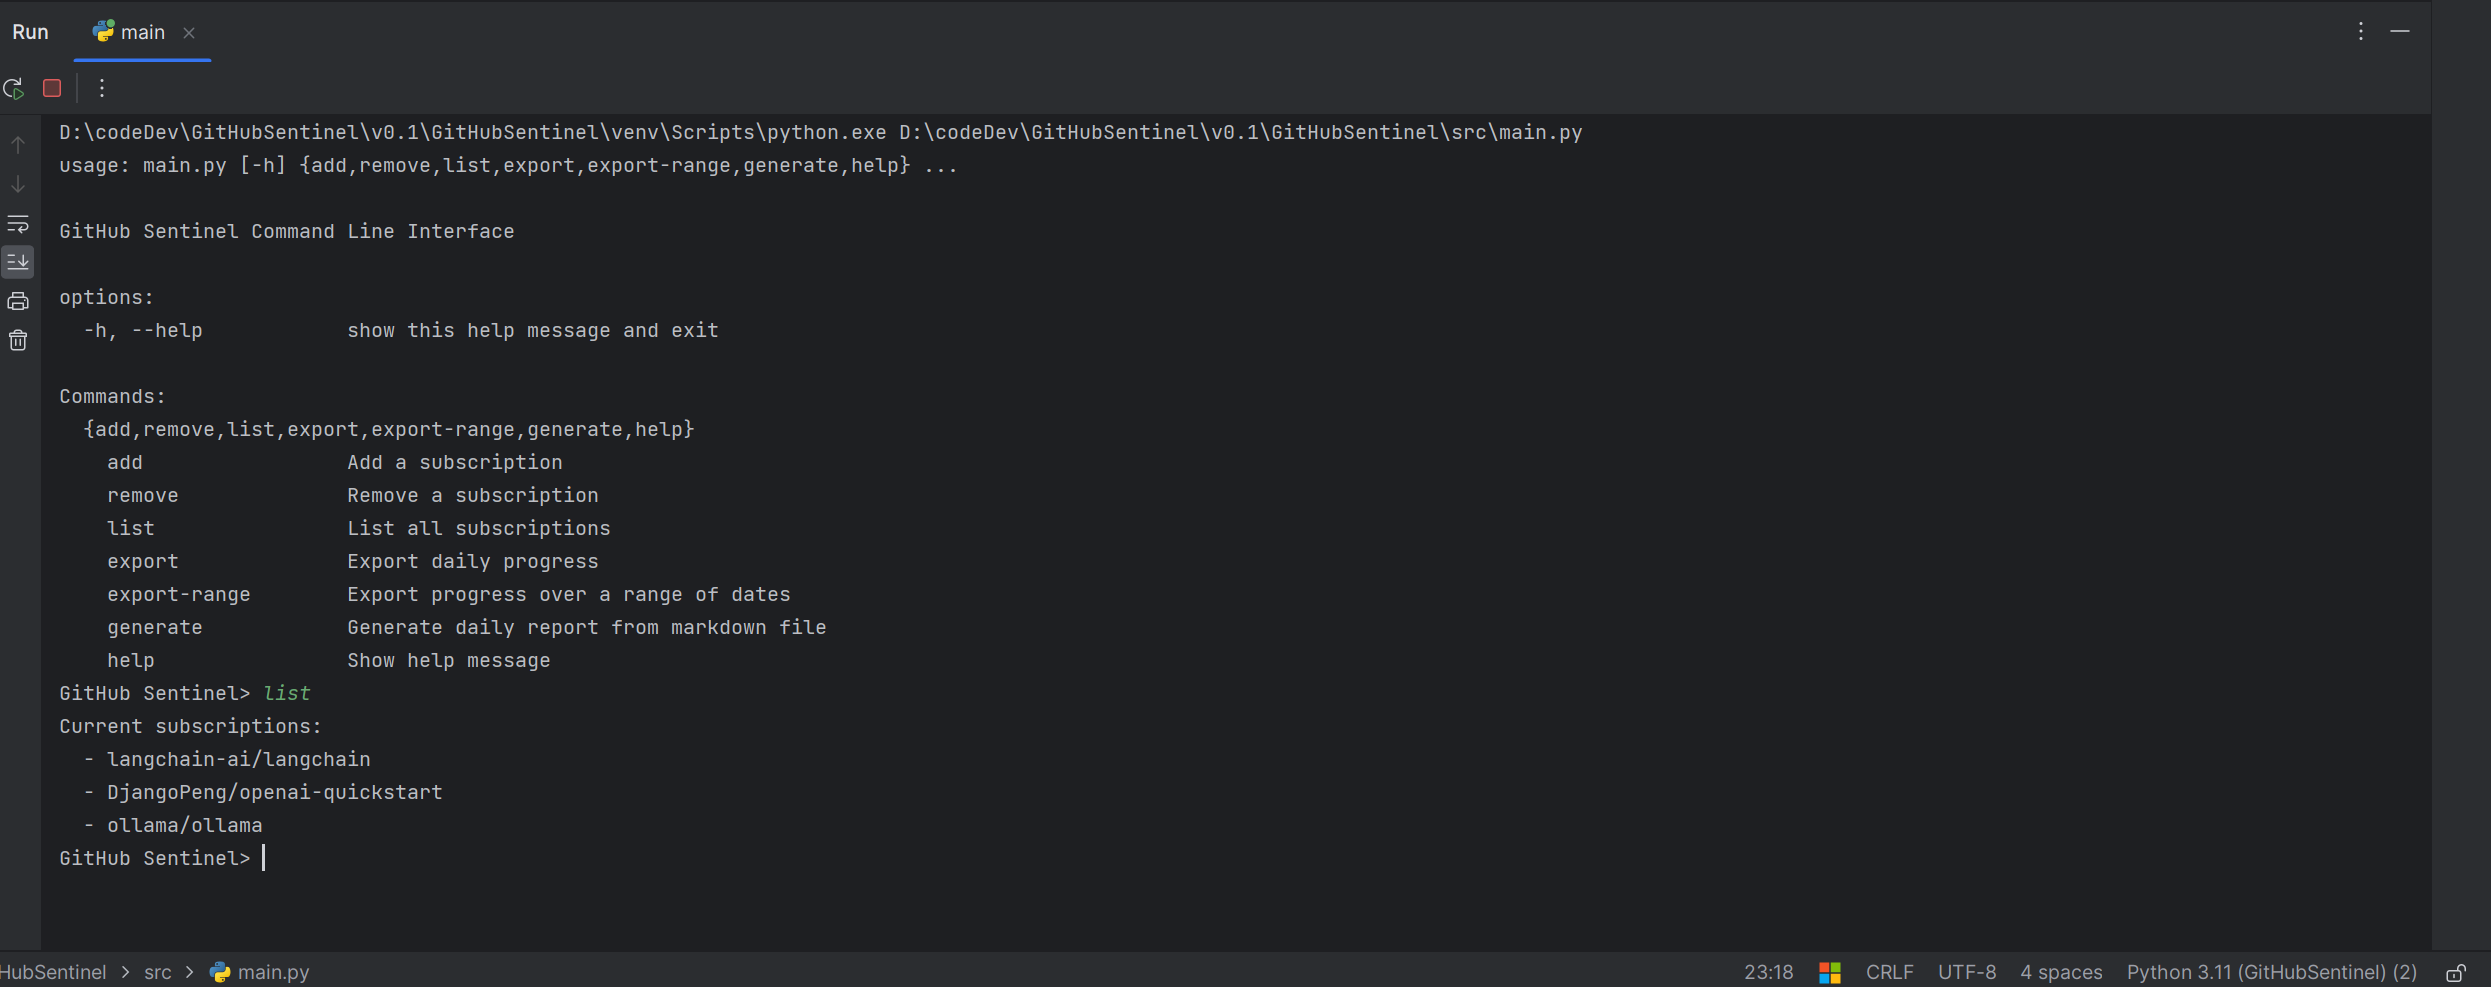 Run main
D:\codeDev\GitHubSentinel\v0.1\GitHubSentinel\venv\Scripts\python.exe D:\codeDev\GitHubSentinel\v0.1\GitHubSentinel\src\main.py
usage: main.py [-h] {add,remove,list,export,export-range,generate,help} ...
GitHub Sentinel Command Line Interface
options:
-h, --help show this help message and exit
Commands:
{add,remove,list,export,export-range,generate,help}
add Add a subscription
remove Remove a subscription
list List all subscriptions
export Export daily progress
export-range Export progress over a range of dates
generate Generate daily report from markdown file
help Show help message
GitHub Sentinel> list
Current subscriptions:
- langchain-ai/langchain
- DjangoPeng/openai-quickstart
- ollama/ollama
GitHub Sentinel>
HubSentinel > src > main.py 23:18 CRLF UTF-8 4 spaces Python 3.11 (GitHubSentinel) (2)